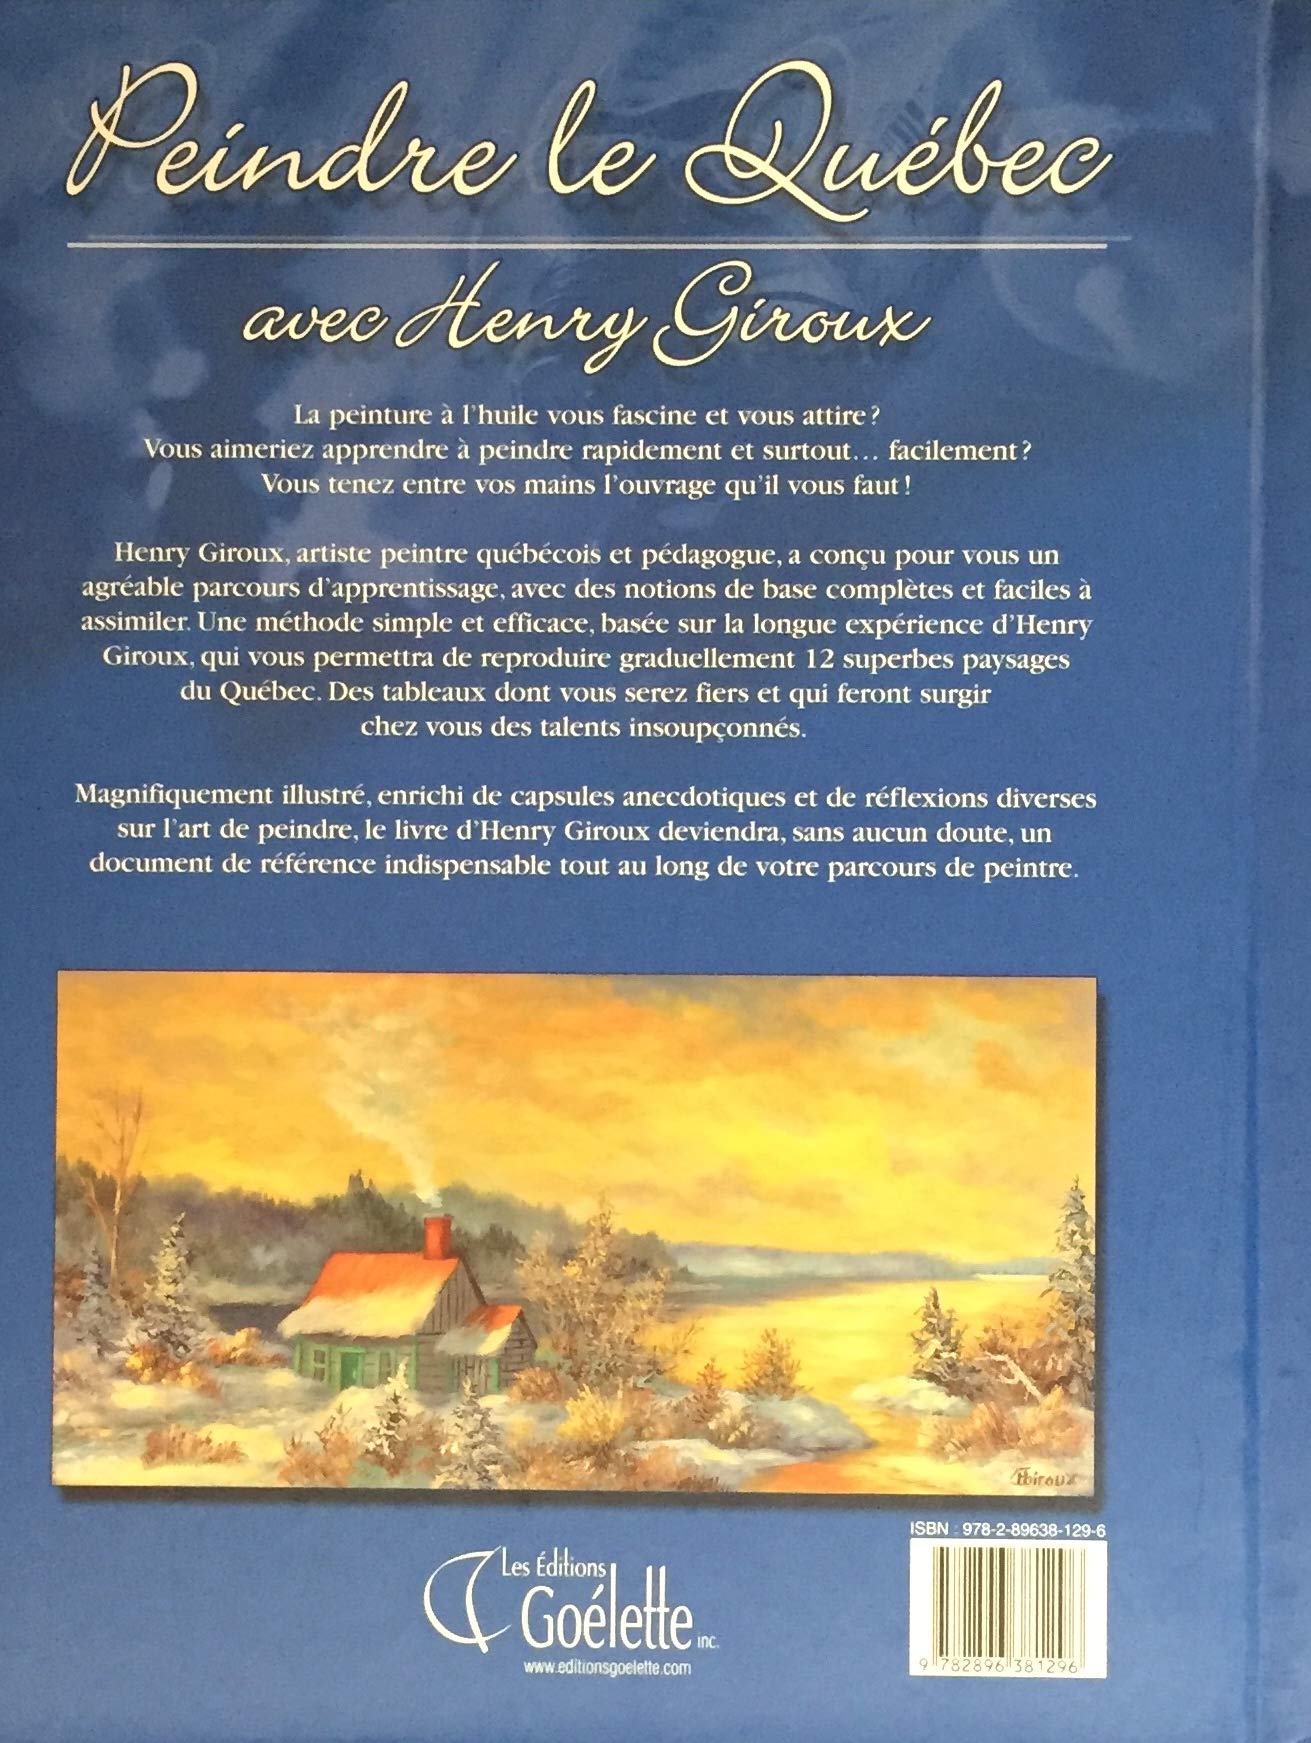 Peindre le Québec
avec Henry Giroux
La peinture à l'huile vous fascine et vous attire ?
Vous aimeriez apprendre à peindre rapidement et surtout... facilement ?
Vous tenez entre vos mains l'ouvrage qu'il vous faut !
Henry Giroux, artiste peintre québécois et pédagogue, a conçu pour vous un
agréable parcours d'apprentissage, avec des notions de base complètes et faciles à
assimiler. Une méthode simple et efficace, basée sur la longue expérience d'Henry
Giroux, qui vous permettra de reproduire graduellement 12 superbes paysages
du Québec. Des tableaux dont vous serez fiers et qui feront surgir
chez vous des talents insoupçonnés.
Magnifiquement illustré, enrichi de capsules anecdotiques et de réflexions diverses
sur l'art de peindre, le livre d'Henry Giroux deviendra, sans aucun doute, un
document de référence indispensable tout au long de votre parcours de peintre.
ISBN : 978-2-89638-129-6
Les Éditions
Goélette inc.
www.editionsgoelette.com
9 782896 381296